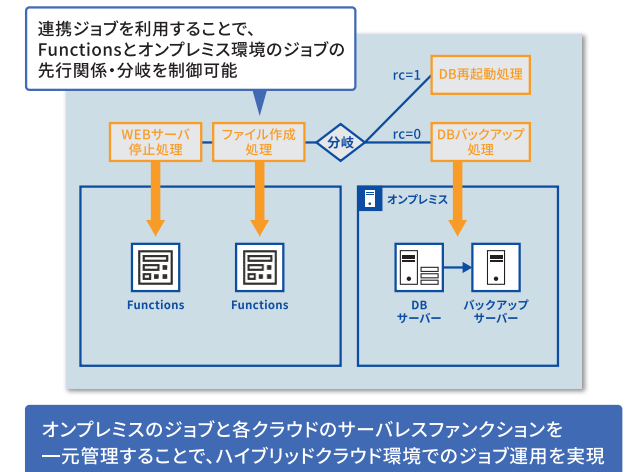 連携ジョブを利用することで、
Functionsとオンプレミス環境のジョブの
先行関係・分岐を制御可能
rc=1
DB再起動処理
WEBサーバ
停止処理
ファイル作成
処理
分岐
rc=0
DBバックアップ
処理
オンプレミス
Functions
Functions
DB
サーバー
バックアップ
サーバー
オンプレミスのジョブと各クラウドのサーバレスファンクションを
一元管理することで、ハイブリッドクラウド環境でのジョブ運用を実現